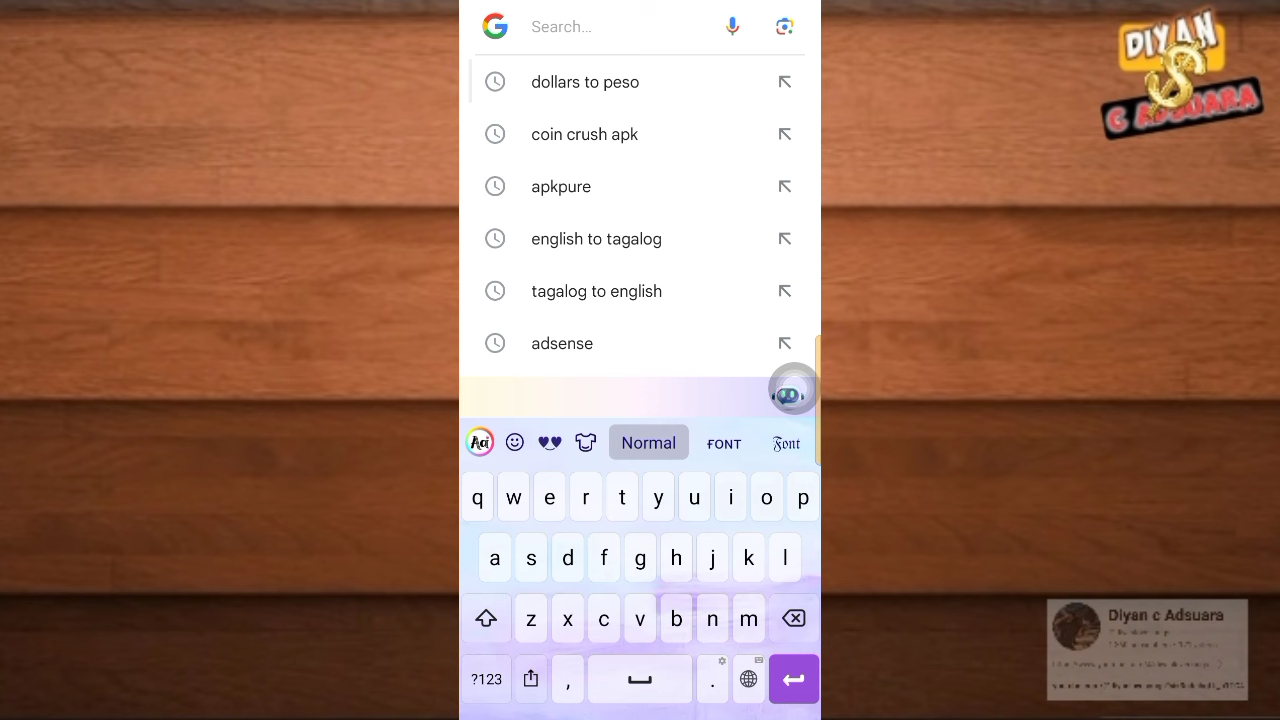 Search...
dollars to peso
coin crush apk
apkpure
english to tagalog
tagalog to english
adsense
Aa
Normal
FONT
𝔉𝔬𝔫𝔱
q w e r t y u i o p
a s d f g h j k l
z x c v b n m
?123 , .
DIYAN
$
C ADSUARA
Diyan c Adsuara